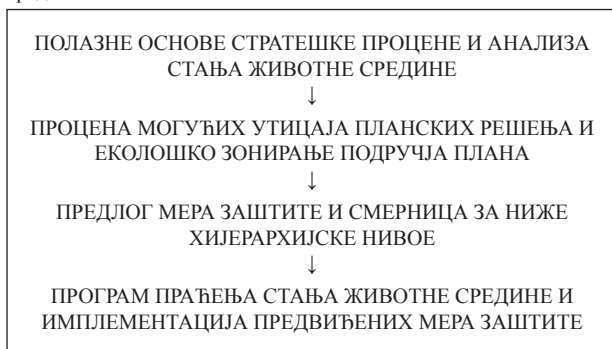 ПОЛАЗНЕ ОСНОВЕ СТРАТЕШКЕ ПРОЦЕНЕ И АНАЛИЗА
СТАЊА ЖИВОТНЕ СРЕДИНЕ
↓
ПРОЦЕНА МОГУЋИХ УТИЦАЈА ПЛАНСКИХ РЕШЕЊА И
ЕКОЛОШКО ЗОНИРАЊЕ ПОДРУЧЈА ПЛАНА
↓
ПРЕДЛОГ МЕРА ЗАШТИТЕ И СМЕРНИЦА ЗА НИЖЕ
ХИЈЕРАРХИЈСКЕ НИВОЕ
↓
ПРОГРАМ ПРАЋЕЊА СТАЊА ЖИВОТНЕ СРЕДИНЕ И
ИМПЛЕМЕНТАЦИЈА ПРЕДВИЂЕНИХ МЕРА ЗАШТИТЕ